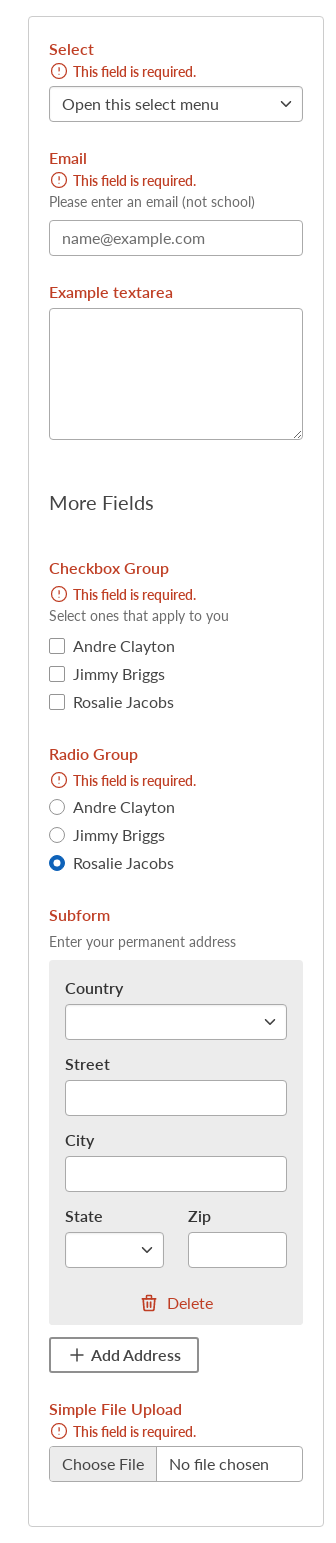 Select
This field is required.
Open this select menu
Email
This field is required.
Please enter an email (not school)
name@example.com
Example textarea
More Fields
Checkbox Group
This field is required.
Select ones that apply to you
Andre Clayton
Jimmy Briggs
Rosalie Jacobs
Radio Group
This field is required.
Andre Clayton
Jimmy Briggs
Rosalie Jacobs
Subform
Enter your permanent address
Country
Street
City
State Zip
Delete
Add Address
Simple File Upload
This field is required.
Choose File No file chosen